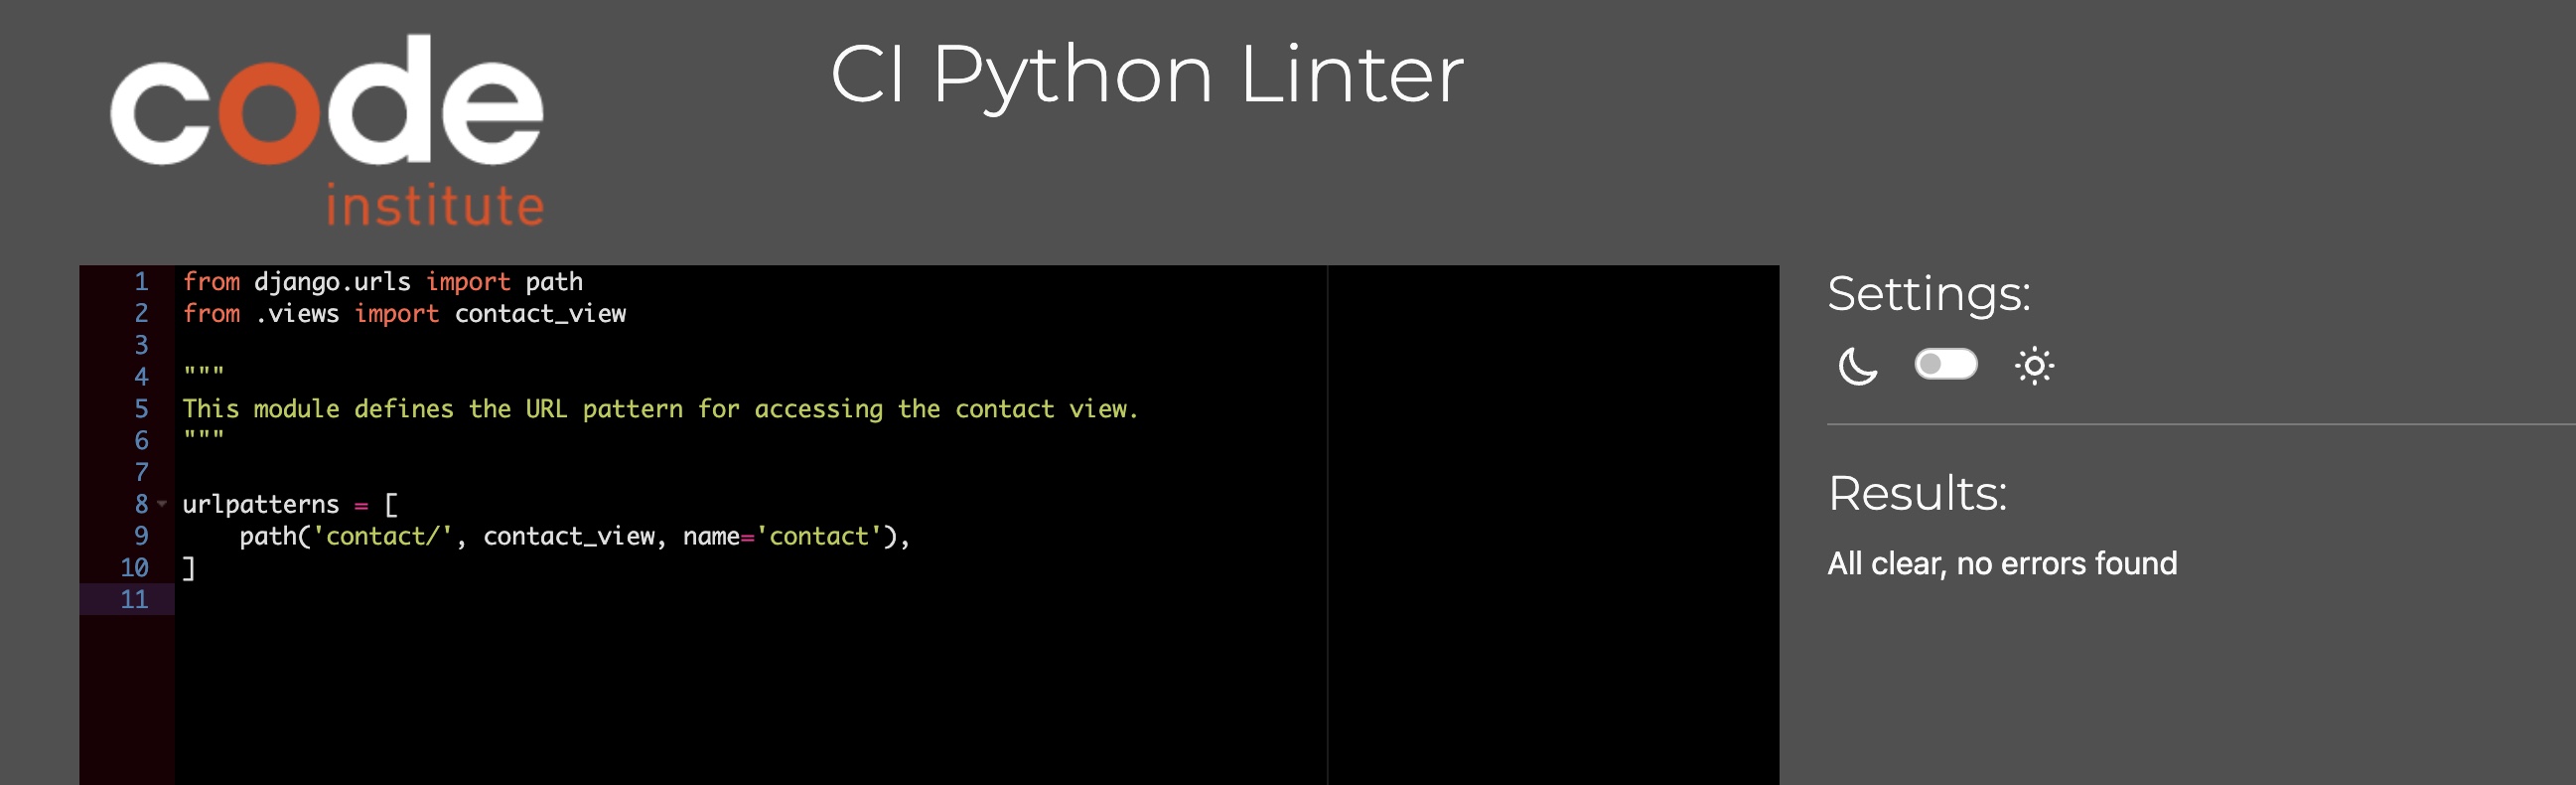 code
institute
CI Python Linter
1 from django.urls import path
2 from .views import contact_view
3
4 """
5 This module defines the URL pattern for accessing the contact view.
6 """
7
8 urlpatterns = [
9     path('contact/', contact_view, name='contact'),
10 ]
11
Settings:
Results:
All clear, no errors found